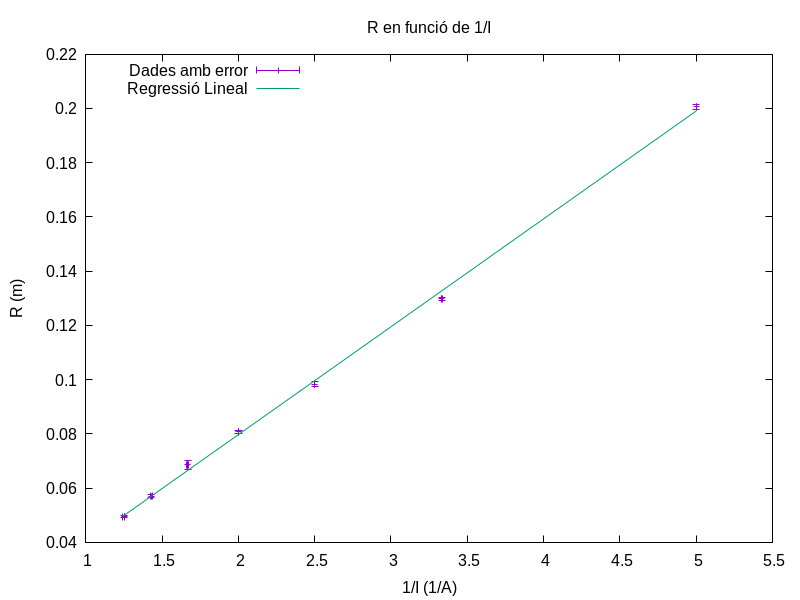 R en funció de 1/I
Dades amb error
Regressió Lineal
0.22
0.2
0.18
0.16
0.14
0.12
0.1
0.08
0.06
0.04
R (m)
1 1.5 2 2.5 3 3.5 4 4.5 5 5.5
1/I (1/A)